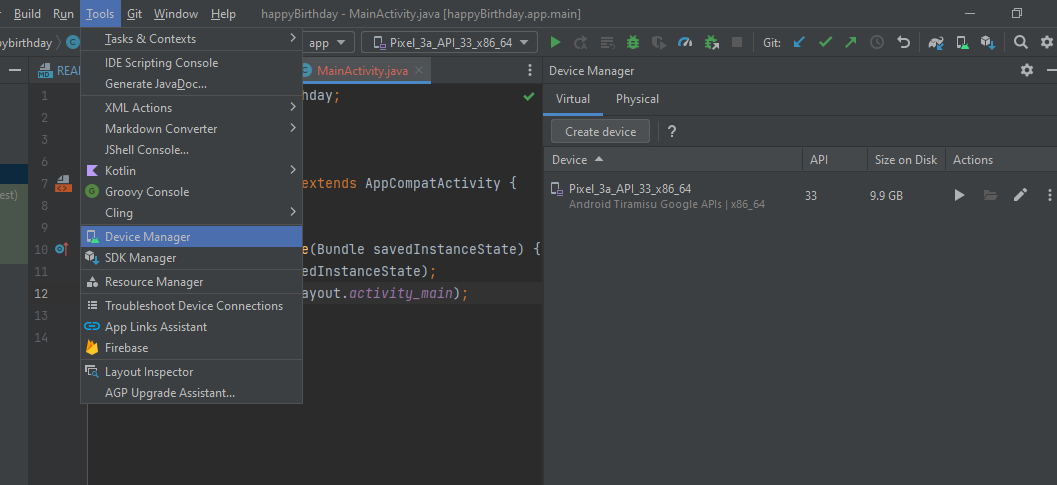 Build Run Tools Git Window Help happyBirthday - MainActivity.java [happyBirthday.app.main]
ybirthday app Pixel_3a_API_33_x86_64 Git:
REA MainActivity.java
Device Manager
Virtual Physical
Create device ?
Device API Size on Disk Actions
Pixel_3a_API_33_x86_64 33 9.9 GB
Android Tiramisu Google APIs | x86_64
Tasks & Contexts
IDE Scripting Console
Generate JavaDoc...
XML Actions
Markdown Converter
JShell Console...
Kotlin
Groovy Console
Cling
Device Manager
SDK Manager
Resource Manager
Troubleshoot Device Connections
App Links Assistant
Firebase
Layout Inspector
AGP Upgrade Assistant...
1 hday;
2
3
6
7 extends AppCompatActivity {
8
9
10 e(Bundle savedInstanceState) {
11 edInstanceState);
12 ayout.activity_main);
13
14
est)